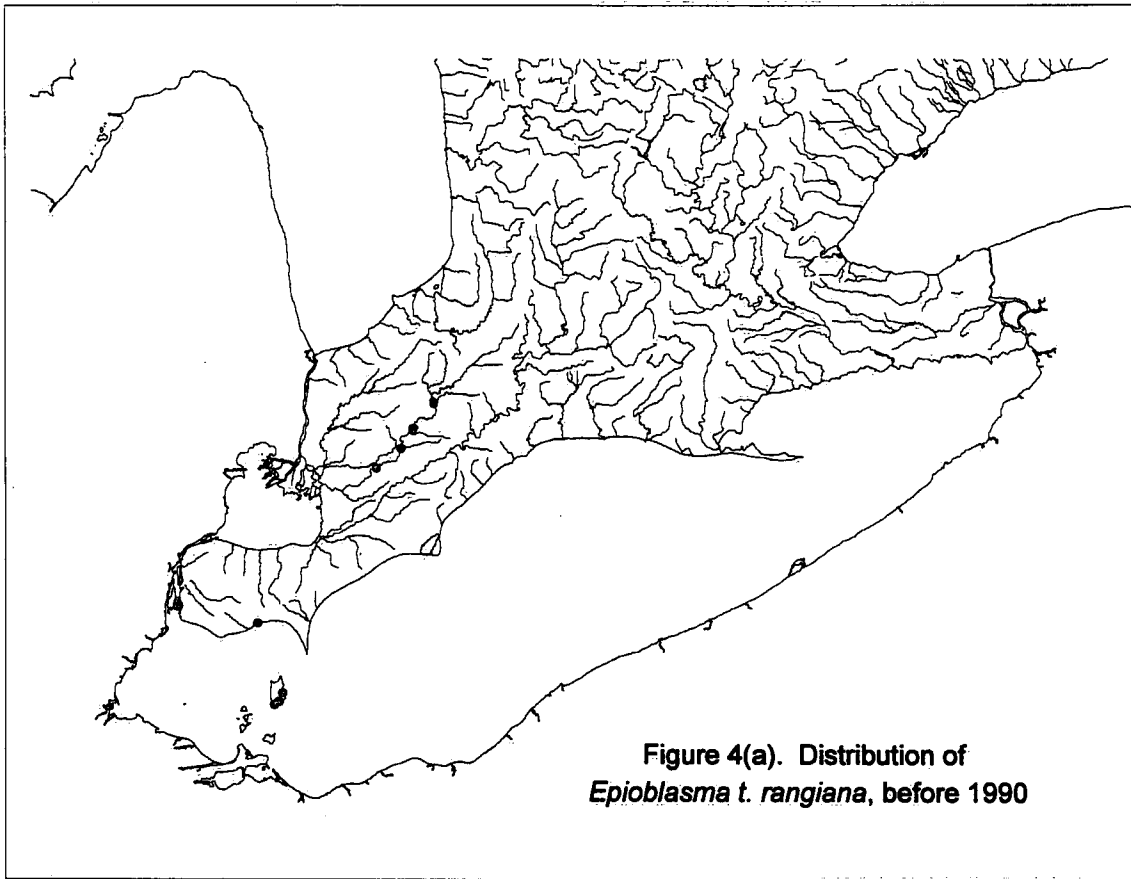 Figure 4(a). Distribution of
Epioblasma t. rangiana, before 1990